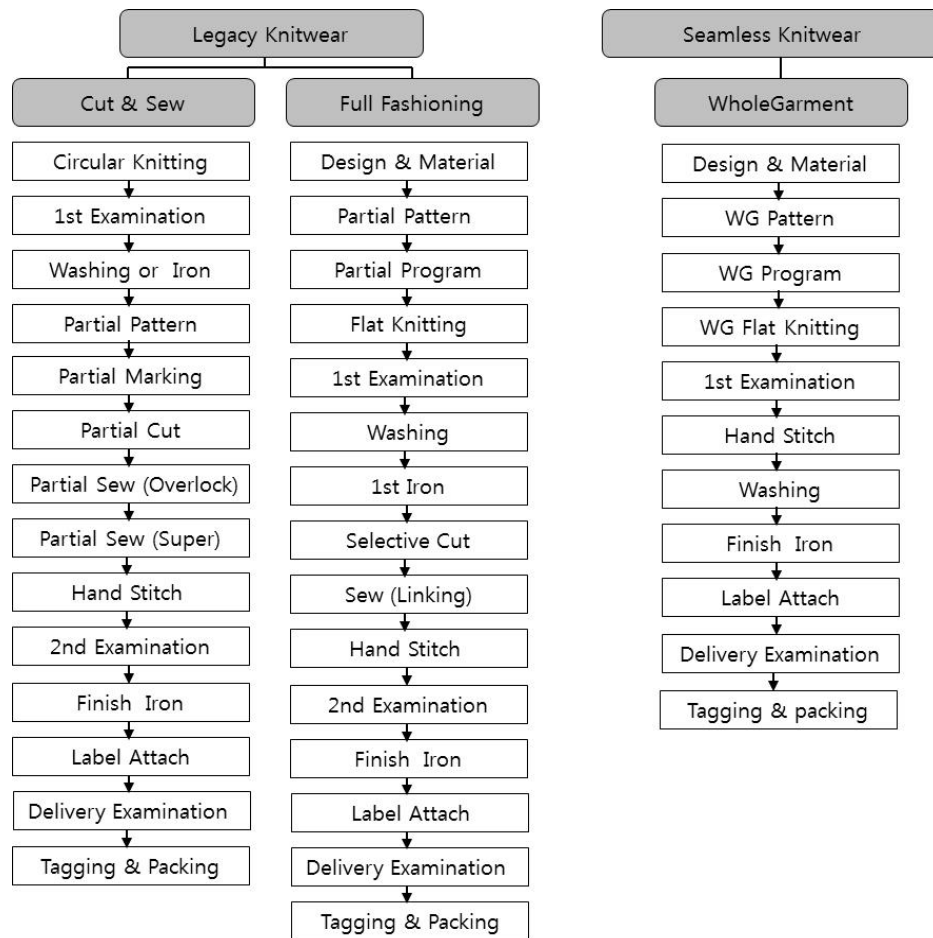 Legacy Knitwear
Seamless Knitwear
Cut & Sew
Full Fashioning
WholeGarment
Circular Knitting
1st Examination
Washing or Iron
Partial Pattern
Partial Marking
Partial Cut
Partial Sew (Overlock)
Partial Sew (Super)
Hand Stitch
2nd Examination
Finish Iron
Label Attach
Delivery Examination
Tagging & Packing
Design & Material
Partial Pattern
Partial Program
Flat Knitting
1st Examination
Washing
1st Iron
Selective Cut
Sew (Linking)
Hand Stitch
2nd Examination
Finish Iron
Label Attach
Delivery Examination
Tagging & Packing
Design & Material
WG Pattern
WG Program
WG Flat Knitting
1st Examination
Hand Stitch
Washing
Finish Iron
Label Attach
Delivery Examination
Tagging & packing